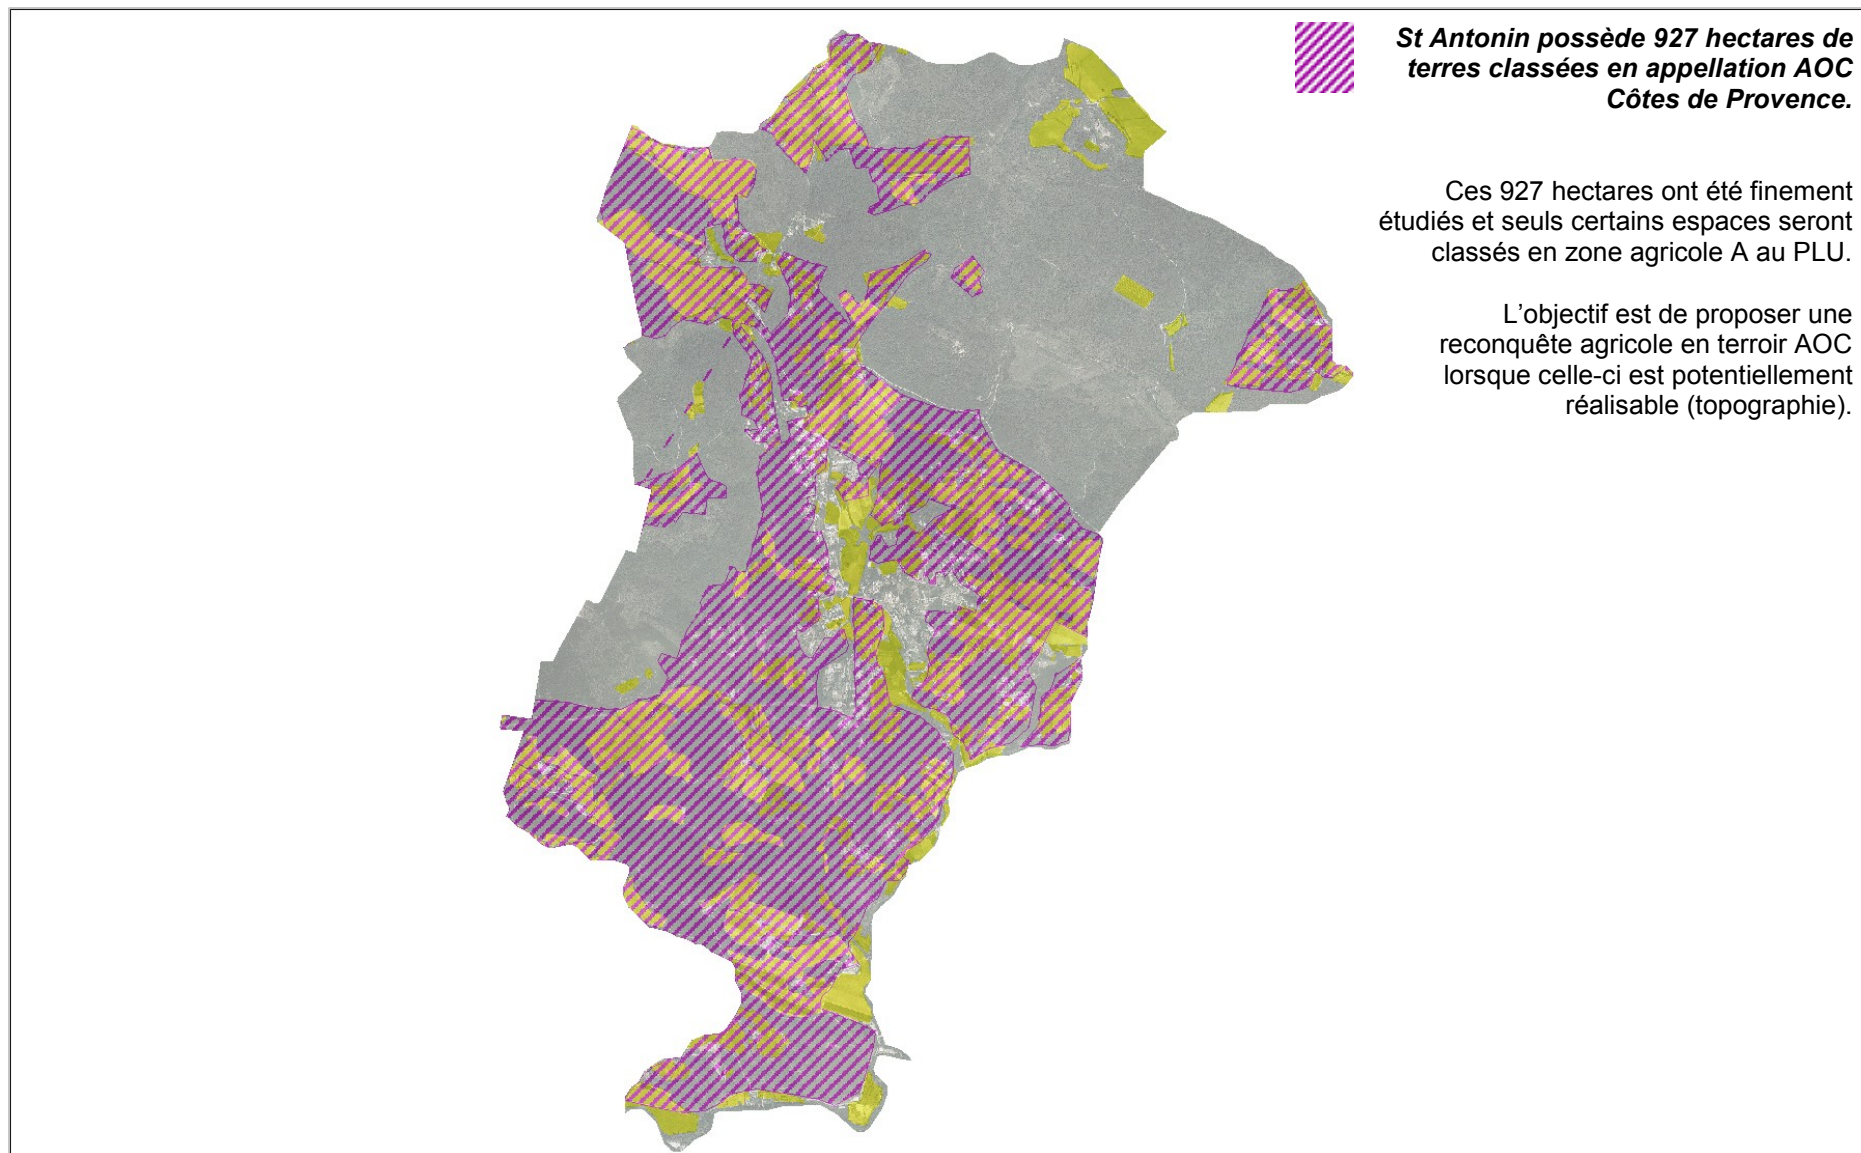 St Antonin possède 927 hectares de
terres classées en appellation AOC
Côtes de Provence.
Ces 927 hectares ont été finement
étudiés et seuls certains espaces seront
classés en zone agricole A au PLU.
L'objectif est de proposer une
reconquête agricole en terroir AOC
lorsque celle-ci est potentiellement
réalisable (topographie).